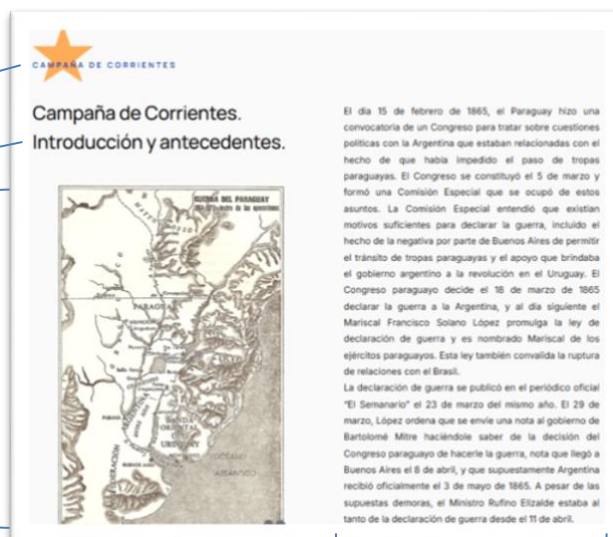 CAMPAÑA DE CORRIENTES
Campaña de Corrientes.
Introducción y antecedentes.
GUERRA DEL PARAGUAY
PARAGUAY
ORIENTAL
URUGUAY
OCÉANO
ATLÁNTICO
El día 15 de febrero de 1865, el Paraguay hizo una
convocatoria de un Congreso para tratar sobre cuestiones
políticas con la Argentina que estaban relacionadas con el
hecho de que había impedido el paso de tropas
paraguayas. El Congreso se constituyó el 5 de marzo y
formó una Comisión Especial que se ocupó de estos
asuntos. La Comisión Especial entendió que existían
motivos suficientes para declarar la guerra, incluido el
hecho de la negativa por parte de Buenos Aires de permitir
el tránsito de tropas paraguayas y el apoyo que brindaba
el gobierno argentino a la revolución en el Uruguay. El
Congreso paraguayo decide el 18 de marzo de 1865
declarar la guerra a la Argentina, y al día siguiente el
Mariscal Francisco Solano López promulga la ley de
declaración de guerra y es nombrado Mariscal de los
ejércitos paraguayos. Esta ley también convalida la ruptura
de relaciones con el Brasil.
La declaración de guerra se publicó en el periódico oficial
"El Semanario" el 23 de marzo del mismo año. El 29 de
marzo, López ordena que se envíe una nota al gobierno de
Bartolomé Mitre haciéndole saber de la decisión del
Congreso paraguayo de hacerle la guerra, nota que llegó a
Buenos Aires el 8 de abril, y que supuestamente Argentina
recibió oficialmente el 3 de mayo de 1865. A pesar de las
supuestas demoras, el Ministro Rufino Elizalde estaba al
tanto de la declaración de guerra desde el 11 de abril.